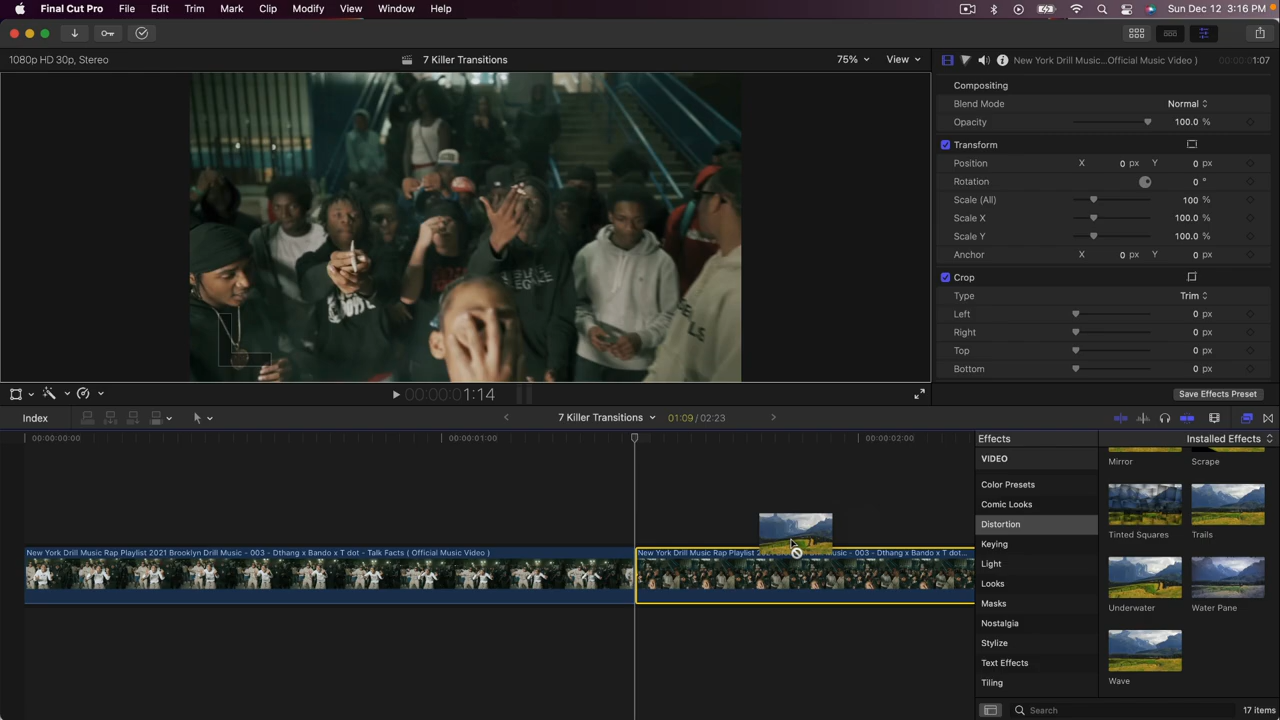 Final Cut Pro File Edit Trim Mark Clip Modify View Window Help Sun Dec 12 3:16 PM
1080p HD 30p, Stereo 7 Killer Transitions 75% View New York Drill Music...Official Music Video ) 00:00:01:07
Compositing
Blend Mode Normal
Opacity 100.0 %
Transform
Position X 0 px Y 0 px
Rotation 0 °
Scale (All) 100 %
Scale X 100.0 %
Scale Y 100.0 %
Anchor X 0 px Y 0 px
Crop
Type Trim
Left 0 px
Right 0 px
Top 0 px
Bottom 0 px
00:00:00 1:14 Save Effects Preset
Index 7 Killer Transitions 01:09 / 02:23
00:00:00:00 00:00:01:00 00:00:02:00
New York Drill Music Rap Playlist 2021 Brooklyn Drill Music - 003 - Dthang x Bando x T dot - Talk Facts ( Official Music Video )
New York Drill Music Rap Playlist Drill Music - 003 - Dthang x Bando x T dot...
Effects Installed Effects
VIDEO
Color Presets
Comic Looks
Distortion
Keying
Light
Looks
Masks
Nostalgia
Stylize
Text Effects
Tiling
Mirror Scrape
Tinted Squares Trails
Underwater Water Pane
Wave
Search 17 items